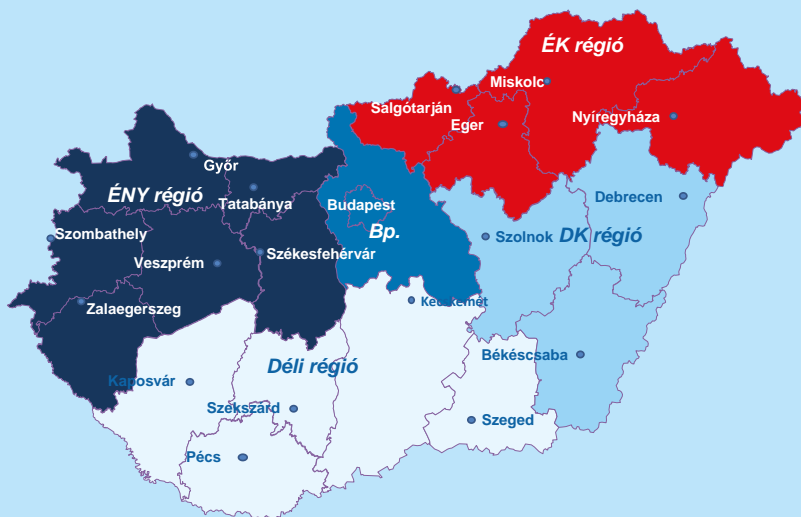 ÉK régió
Miskolc
Salgótarján
Nyíregyháza
Eger
Győr
ÉNY régió
Tatabánya
Budapest
Debrecen
Bp.
Szolnok
DK régió
Szombathely
Székesfehérvár
Veszprém
Zalaegerszeg
Kecskemét
Békéscsaba
Déli régió
Kaposvár
Szekszárd
Szeged
Pécs